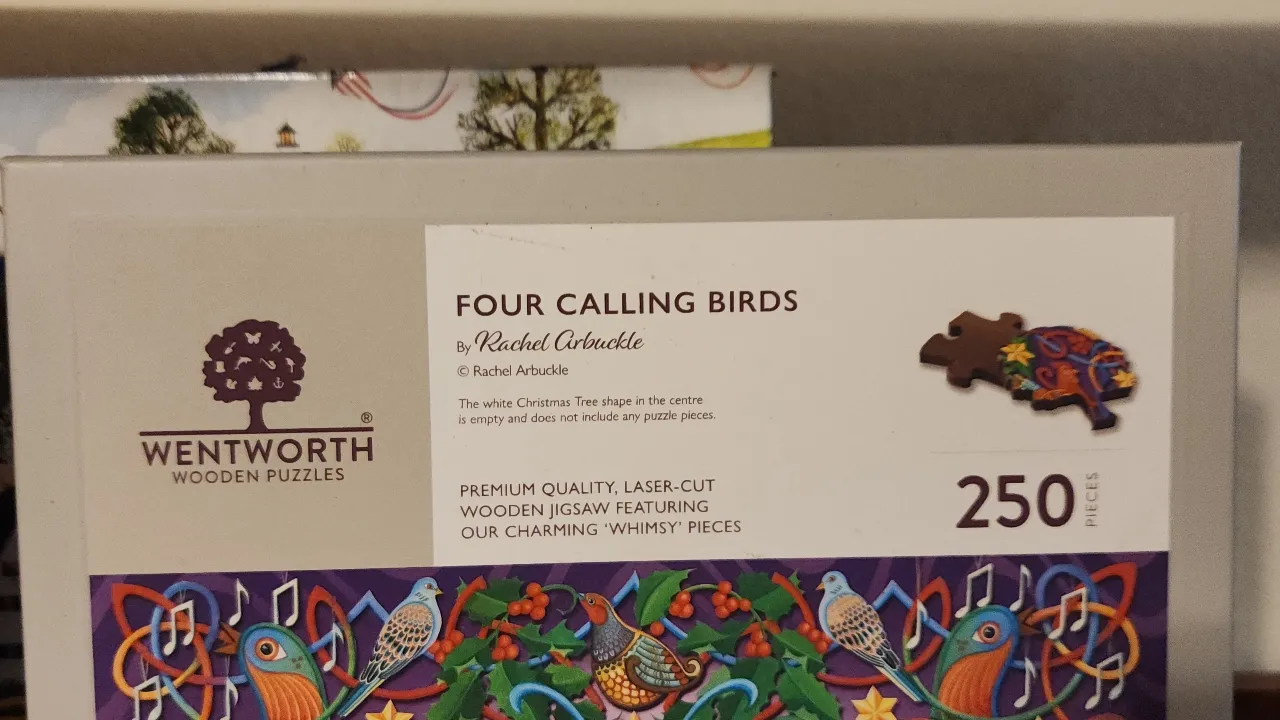 FOUR CALLING BIRDS
By Rachel Arbuckle
© Rachel Arbuckle
The white Christmas Tree shape in the centre
is empty and does not include any puzzle pieces.
®
WENTWORTH
WOODEN PUZZLES
PREMIUM QUALITY, LASER-CUT
WOODEN JIGSAW FEATURING
OUR CHARMING ‘WHIMSY’ PIECES
250 PIECES